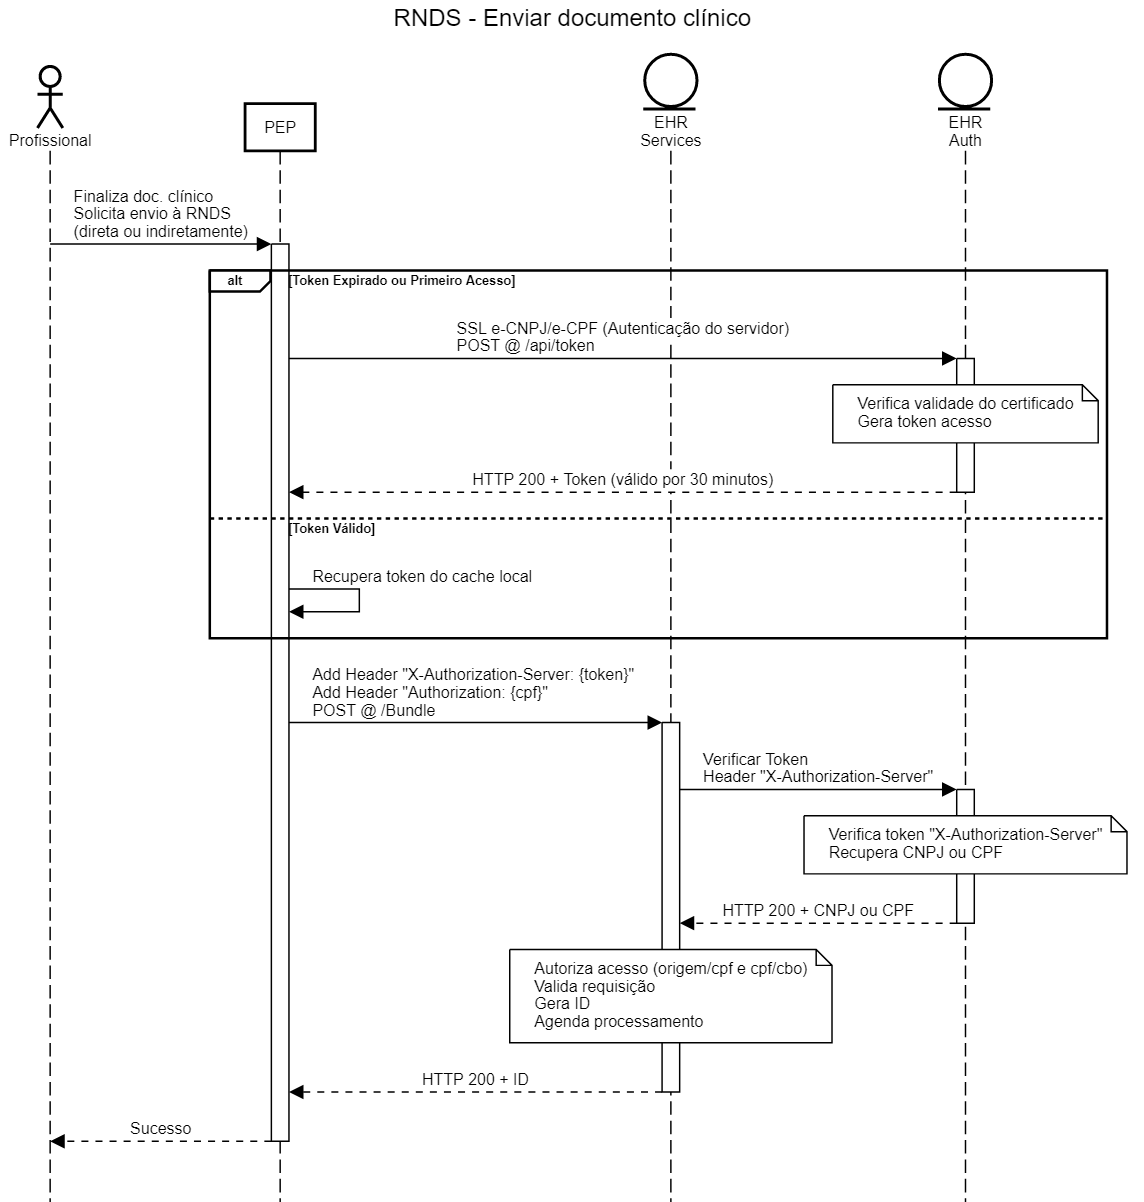 RNDS - Enviar documento clínico
Profissional
PEP
EHR
Services
EHR
Auth
Finaliza doc. clínico
Solicita envio à RNDS
(direta ou indiretamente)
alt
[Token Expirado ou Primeiro Acesso]
SSL e-CNPJ/e-CPF (Autenticação do servidor)
POST @ /api/token
Verifica validade do certificado
Gera token acesso
HTTP 200 + Token (válido por 30 minutos)
[Token Válido]
Recupera token do cache local
Add Header "X-Authorization-Server: {token}"
Add Header "Authorization: {cpf}"
POST @ /Bundle
Verificar Token
Header "X-Authorization-Server"
Verifica token "X-Authorization-Server"
Recupera CNPJ ou CPF
HTTP 200 + CNPJ ou CPF
Autoriza acesso (origem/cpf e cpf/cbo)
Valida requisição
Gera ID
Agenda processamento
HTTP 200 + ID
Sucesso